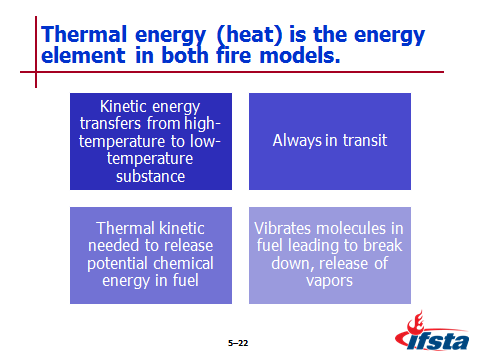 Thermal energy (heat) is the energy
element in both fire models.
Kinetic energy
transfers from high-
temperature to low-
temperature
substance
Always in transit
Thermal kinetic
needed to release
potential chemical
energy in fuel
Vibrates molecules in
fuel leading to break
down, release of
vapors
5–22
ifsta